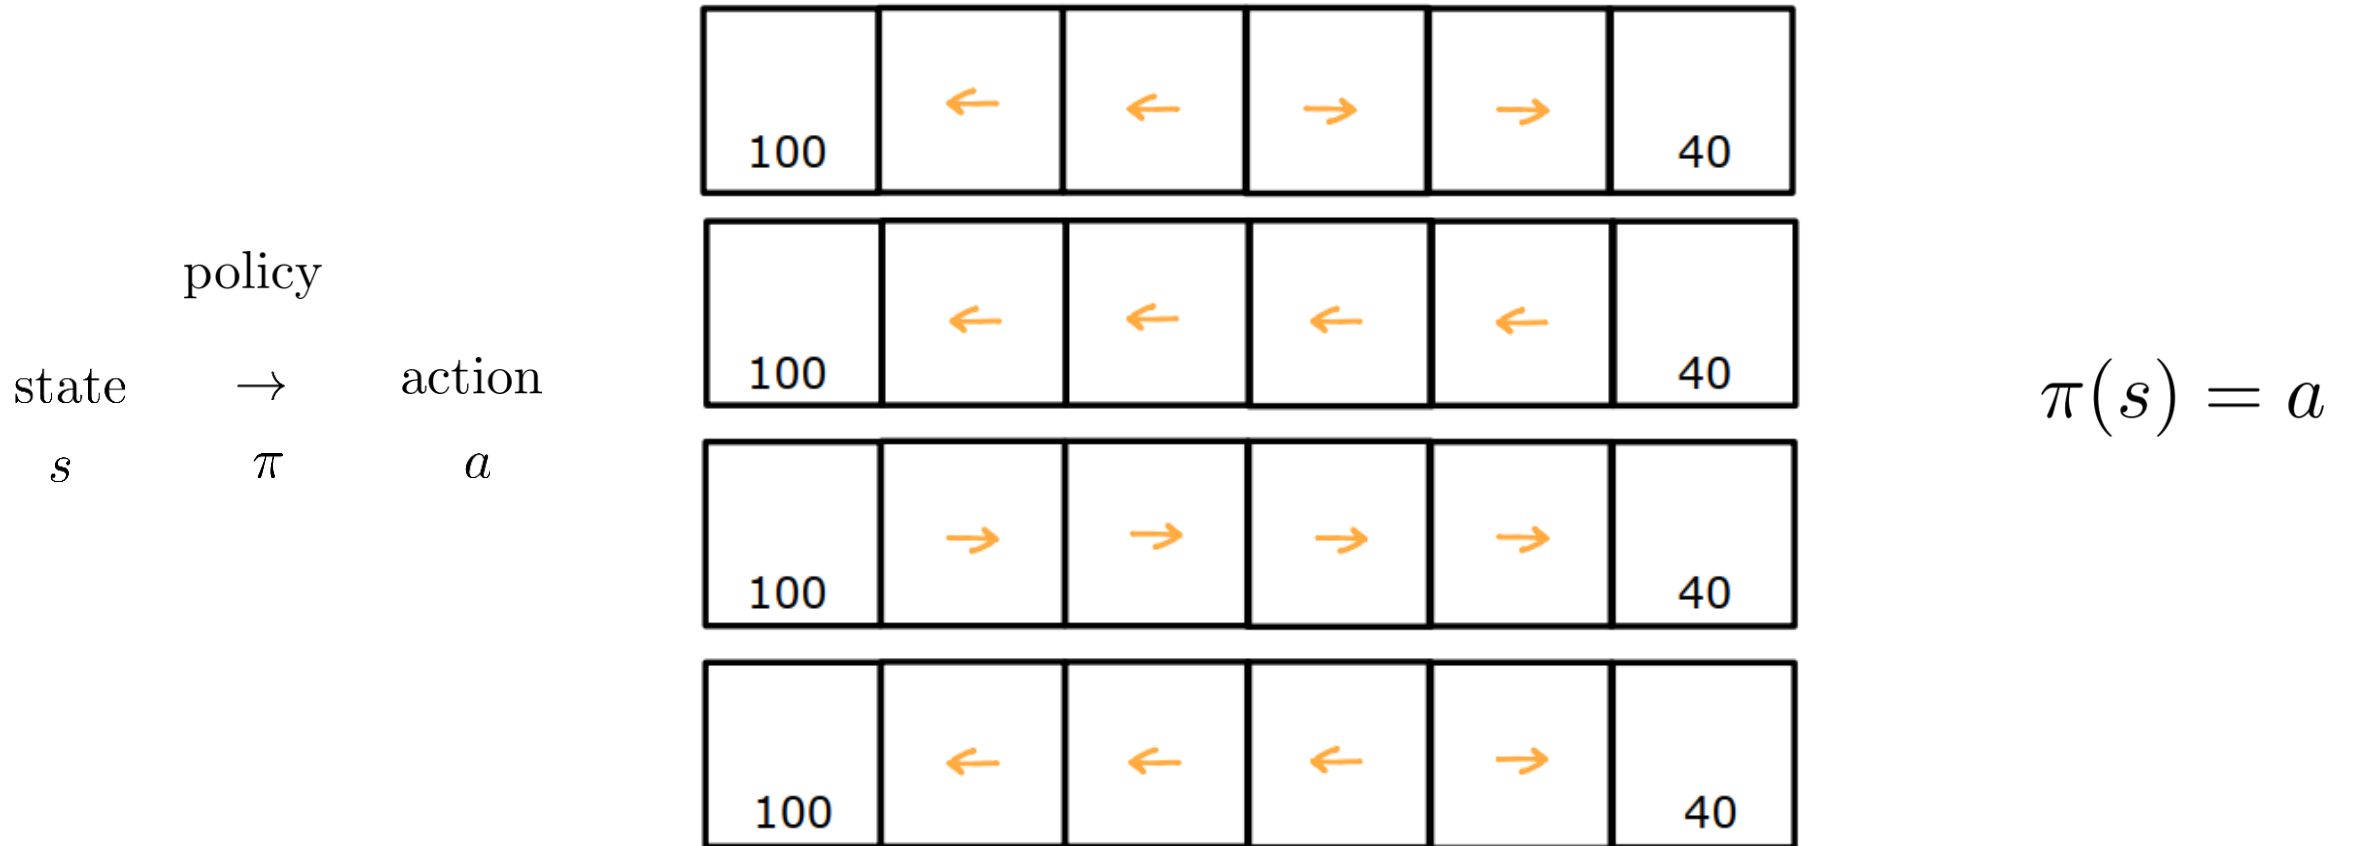 policy
state → action
s π a
100 ← ← → → 40
100 ← ← ← ← 40
100 → → → → 40
100 ← ← ← → 40
π(s) = a